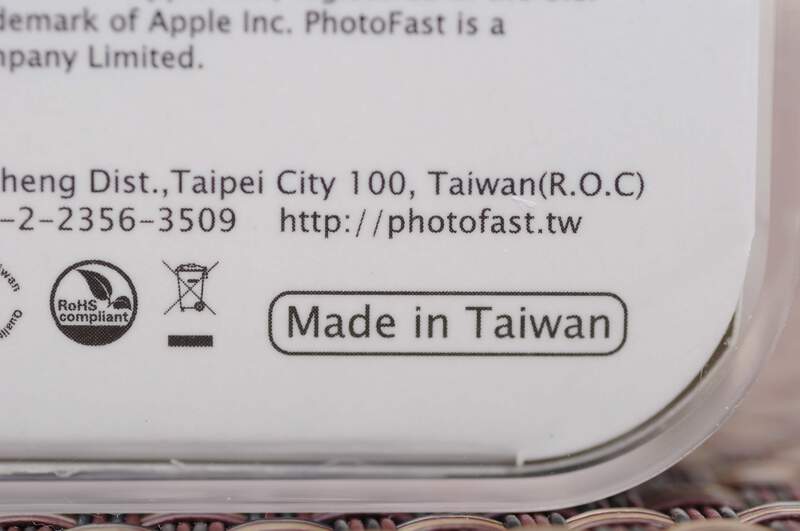 demark of Apple Inc. PhotoFast is a
mpany Limited.
heng Dist.,Taipei City 100, Taiwan(R.O.C)
-2-2356-3509 http://photofast.tw
RoHS
compliant
Made in Taiwan